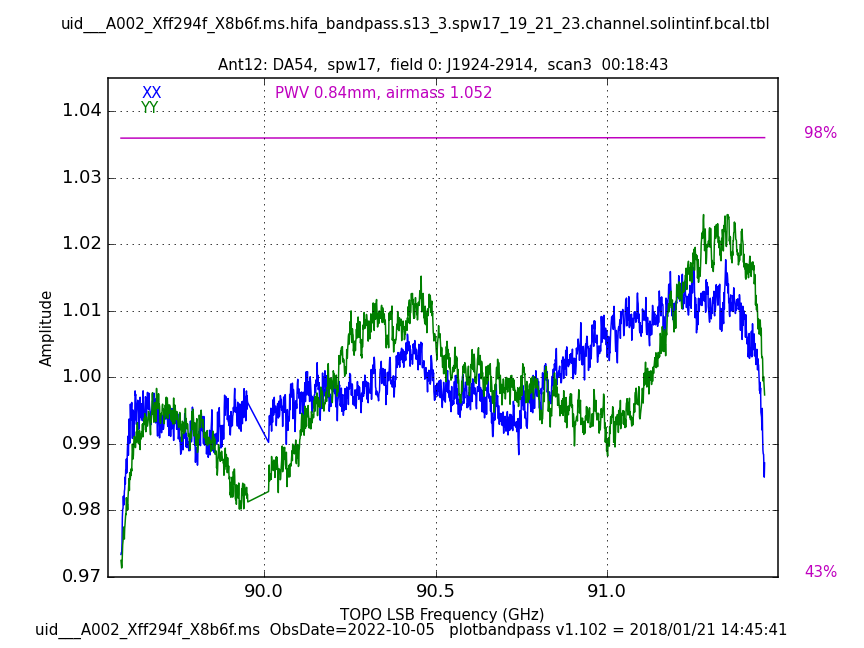 uid___A002_Xff294f_X8b6f.ms.hifa_bandpass.s13_3.spw17_19_21_23.channel.solintinf.bcal.tbl
Ant12: DA54,  spw17,  field 0: J1924-2914,  scan3  00:18:43
XX
YY
PWV 0.84mm, airmass 1.052
98%
43%
1.04
1.03
1.02
1.01
1.00
0.99
0.98
0.97
Amplitude
90.0
90.5
91.0
TOPO LSB Frequency (GHz)
uid___A002_Xff294f_X8b6f.ms  ObsDate=2022-10-05   plotbandpass v1.102 = 2018/01/21 14:45:41